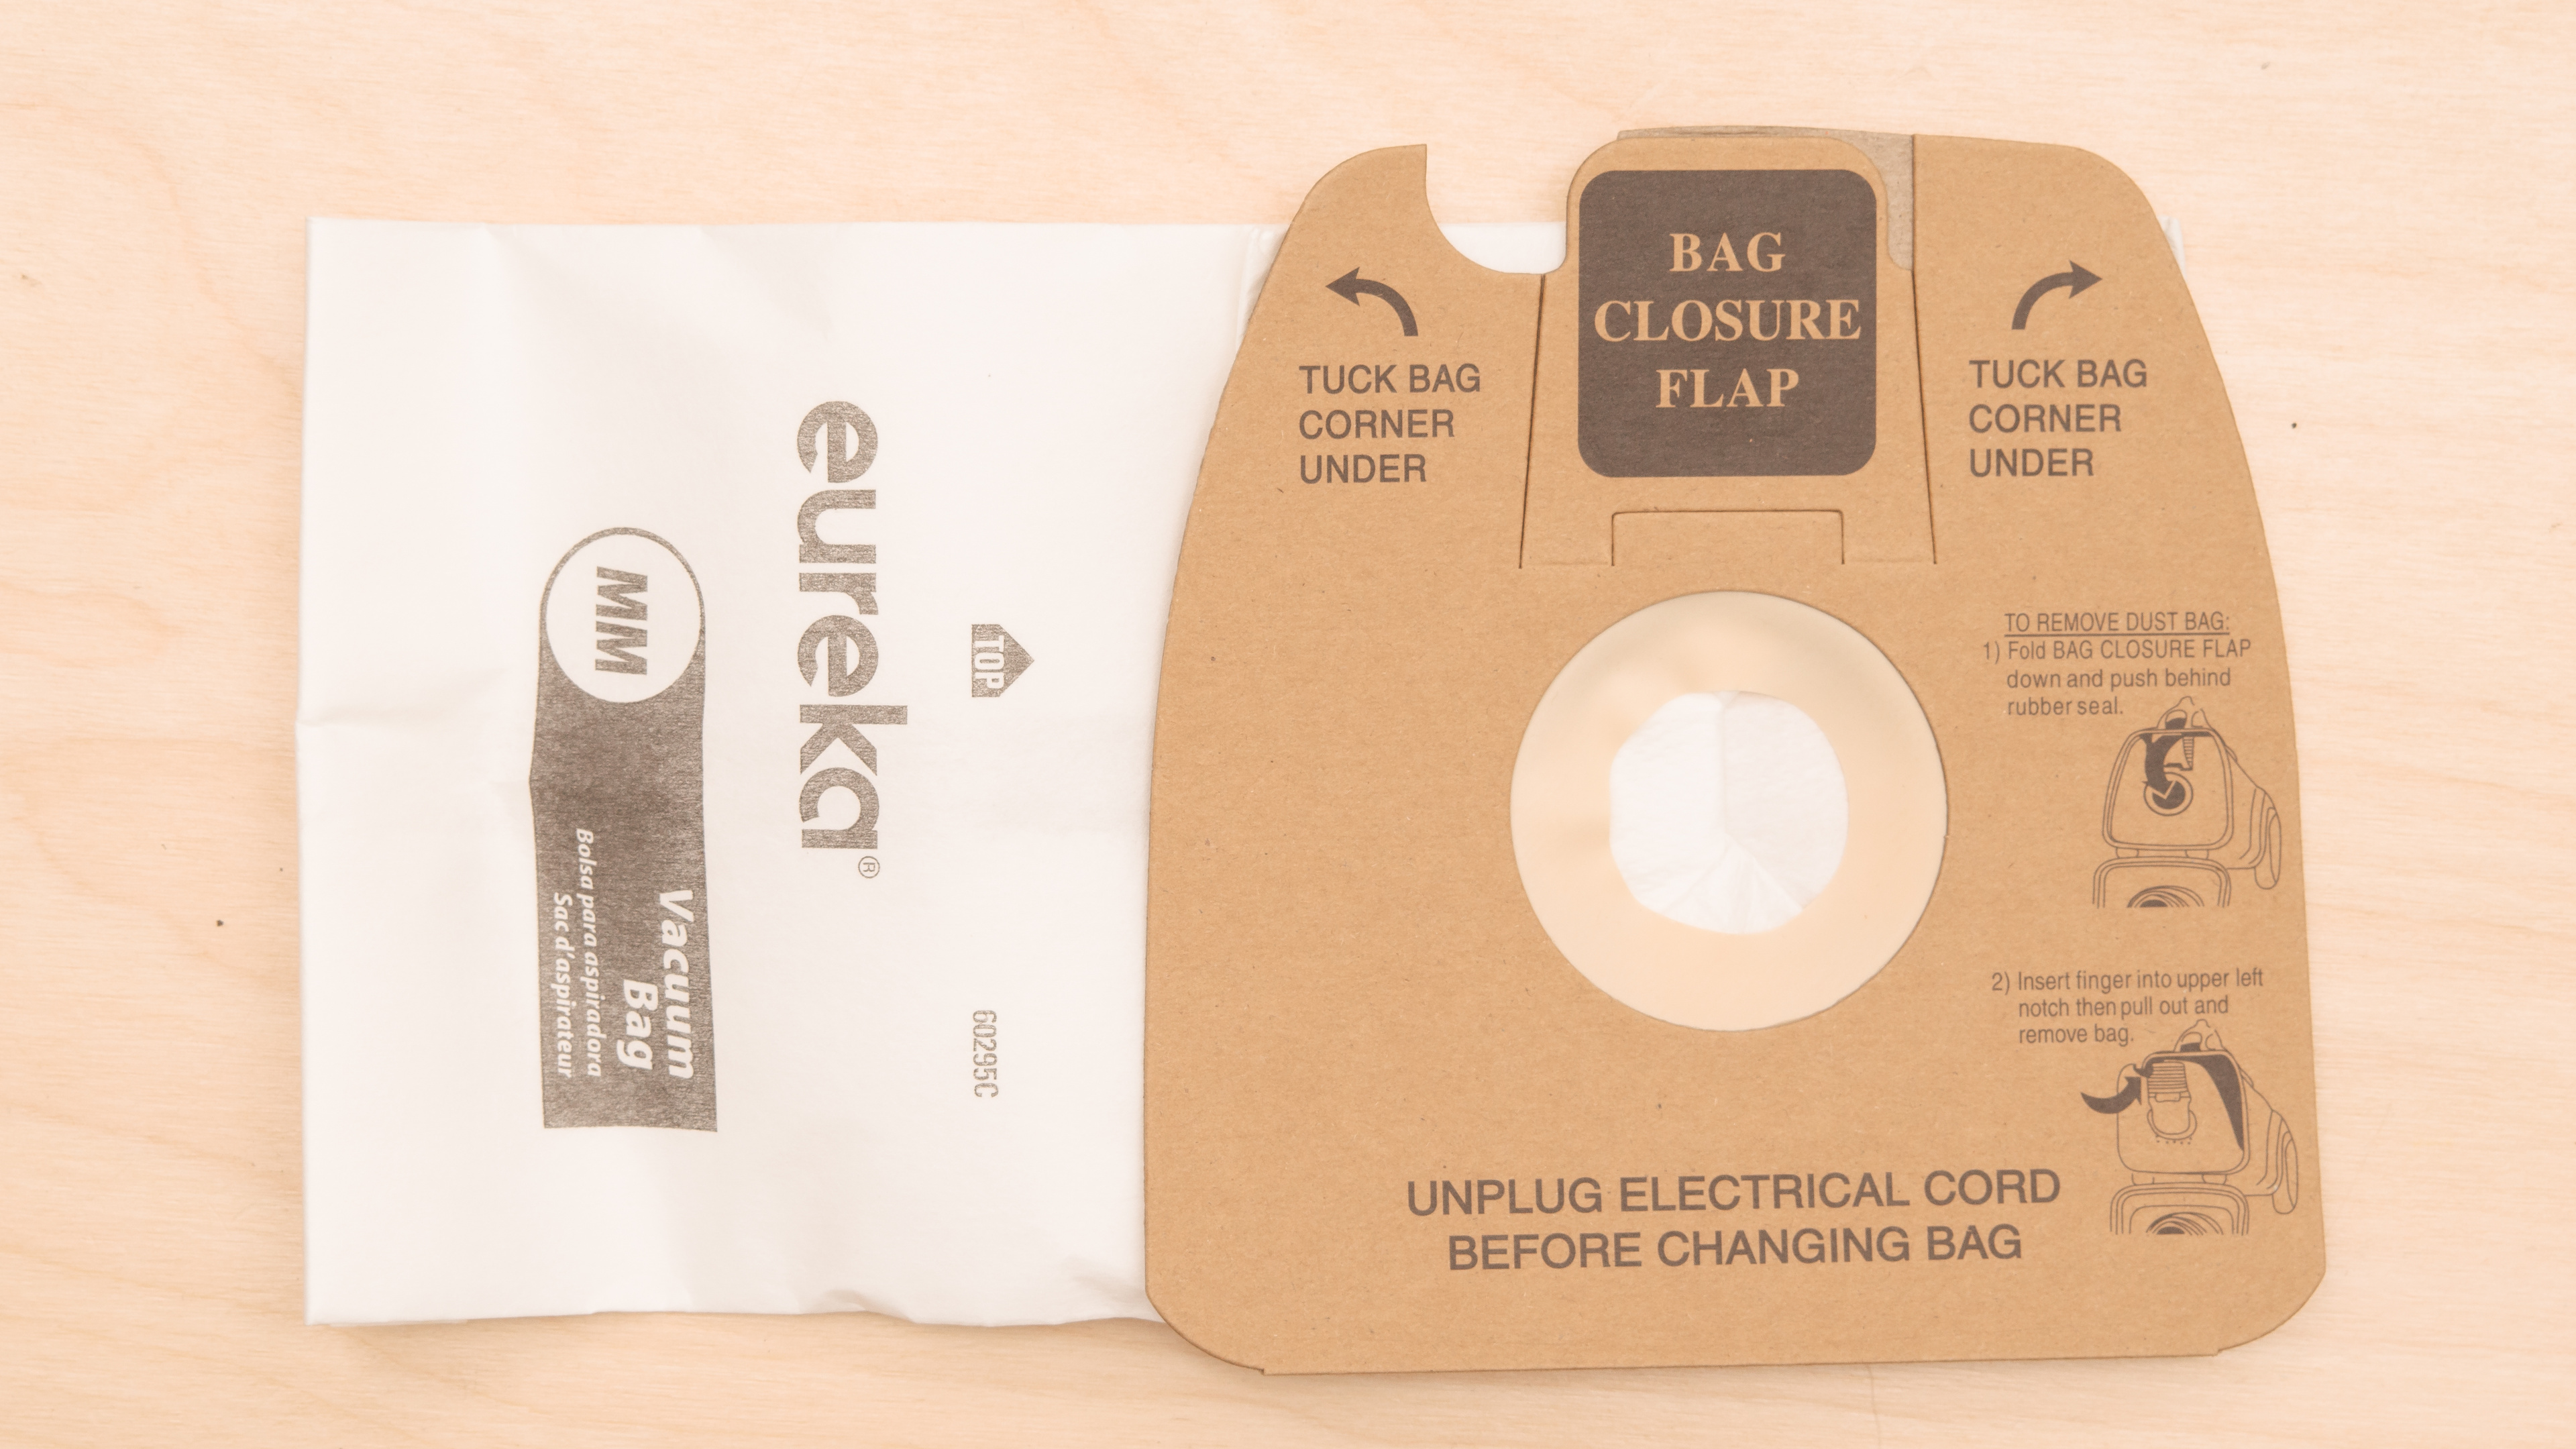 eureka®
MM
Vacuum
Bag
Bolsa para aspiradora
Sac d'aspirateur
TOP
60295C
BAG
CLOSURE
FLAP
TUCK BAG
CORNER
UNDER
TUCK BAG
CORNER
UNDER
TO REMOVE DUST BAG:
1) Fold BAG CLOSURE FLAP
down and push behind
rubber seal.
2) Insert finger into upper left
notch then pull out and
remove bag.
UNPLUG ELECTRICAL CORD
BEFORE CHANGING BAG